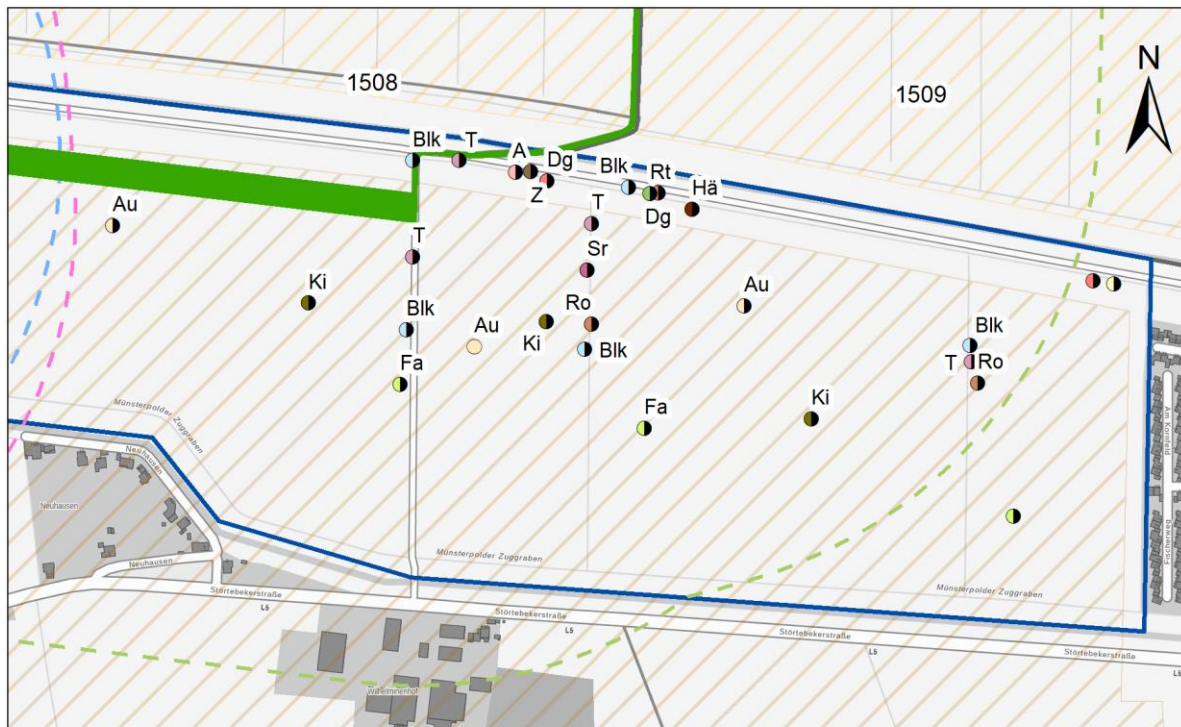 N
1508
1509
Blk
T
A
Dg
Z
Blk
Rt
Dg
Hä
Au
T
T
Sr
Ki
Au
Ro
Blk
Au
Ki
Blk
Blk
T
Ro
Fa
Ki
Fa
Münsterpolder Zuggraben
Am Kornfeld
Neuhausen
Neuhausen
Fischerweg
Münsterpolder Zuggraben
Neuhausen
Münsterpolder Zuggraben
Störtebekerstraße
L5
Störtebekerstraße
L5
Störtebekerstraße
L5
Störtebekerstraße
L5
Wilhelminenhof